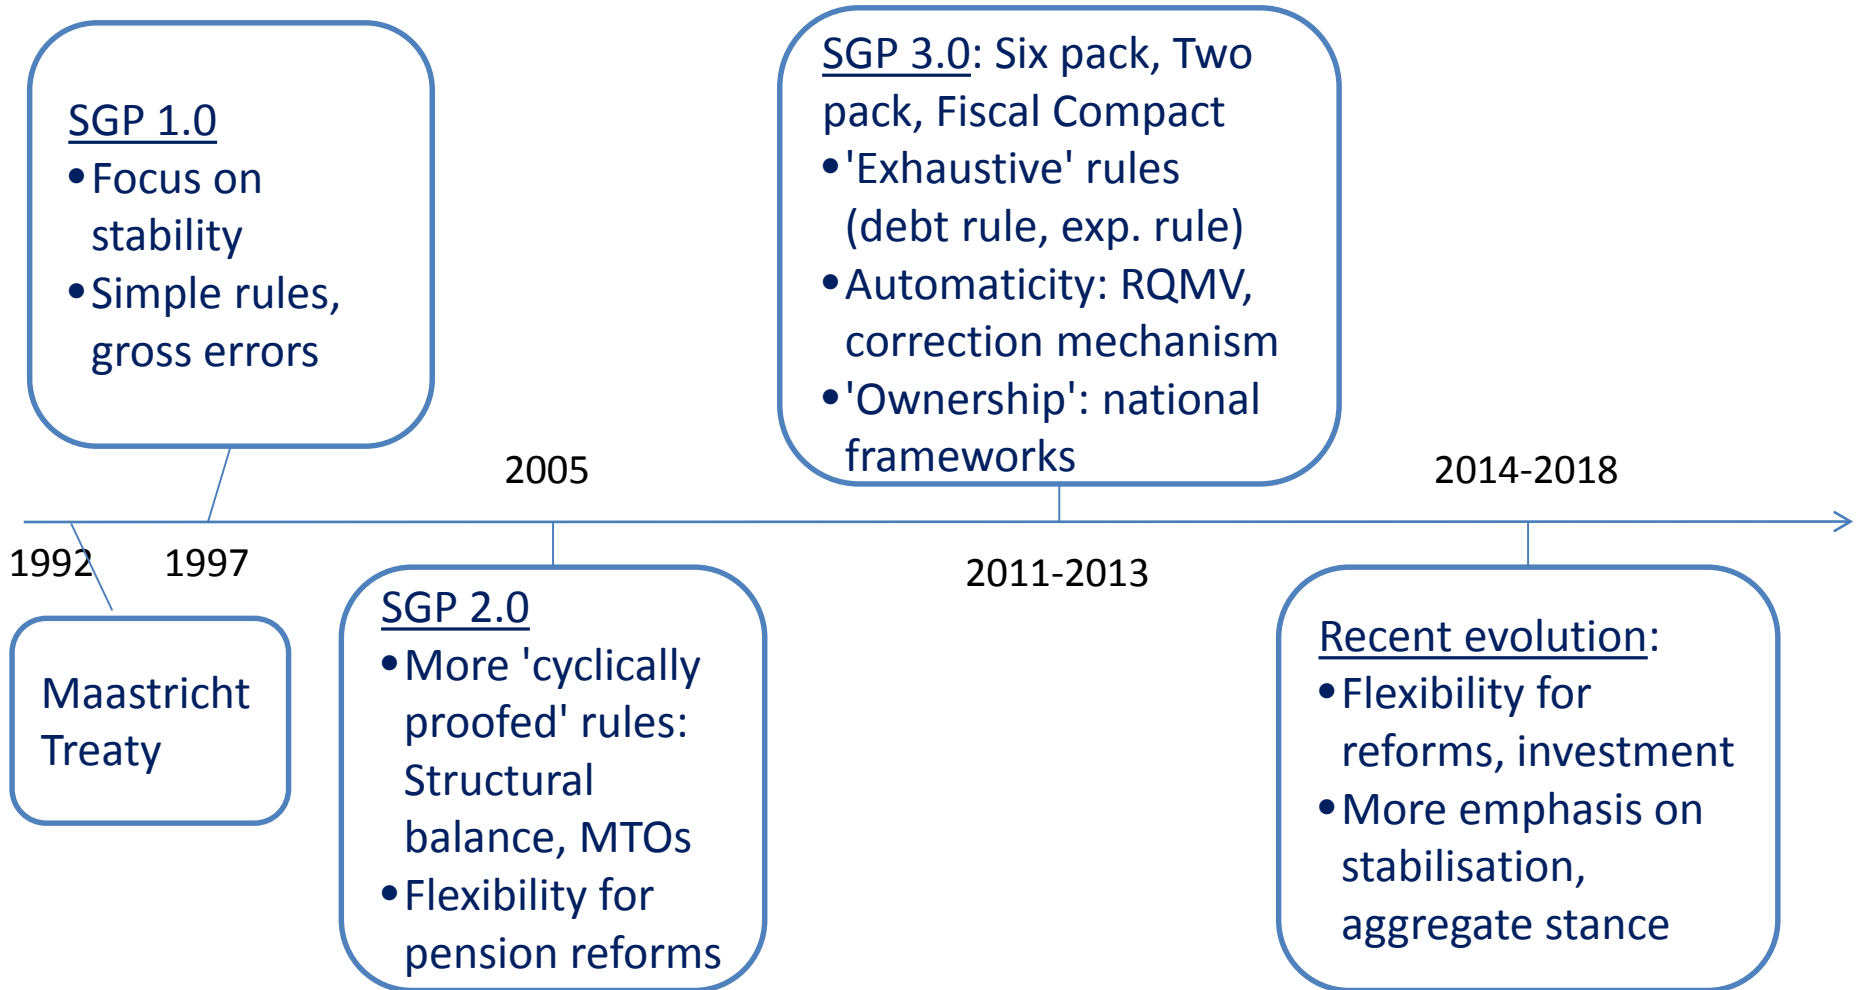 SGP 1.0
•Focus on
stability
•Simple rules,
gross errors
SGP 3.0: Six pack, Two
pack, Fiscal Compact
•'Exhaustive' rules
(debt rule, exp. rule)
•Automaticity: RQMV,
correction mechanism
•'Ownership': national
frameworks
2005
2014-2018
1992
1997
2011-2013
Maastricht
Treaty
SGP 2.0
•More 'cyclically
proofed' rules:
Structural
balance, MTOs
•Flexibility for
pension reforms
Recent evolution:
•Flexibility for
reforms, investment
•More emphasis on
stabilisation,
aggregate stance